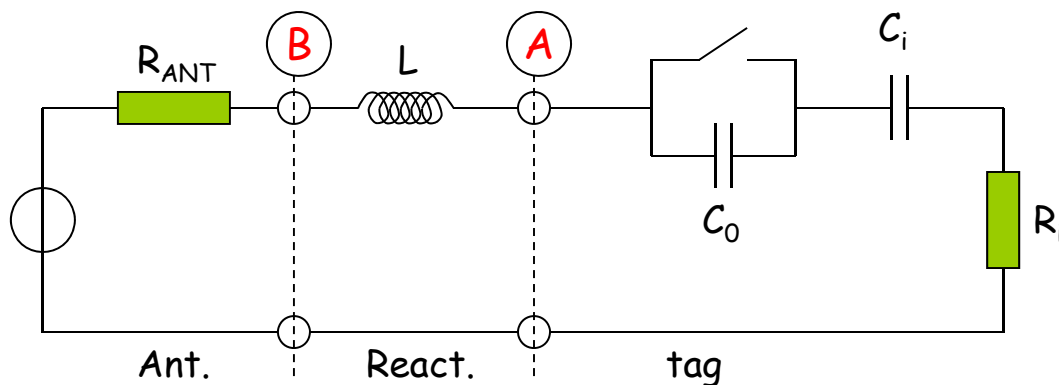 B
A
C_i
R_ANT
L
C_0
R
Ant.
React.
tag